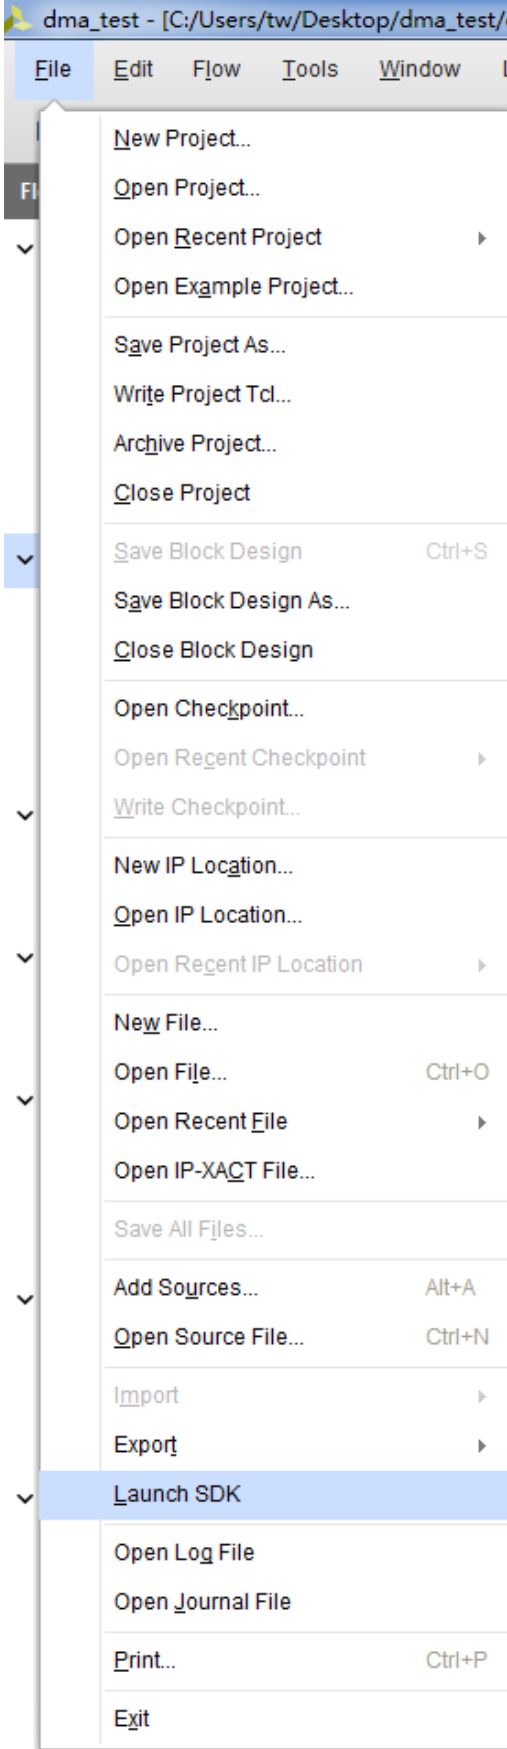 dma_test - [C:/Users/tw/Desktop/dma_test/
File Edit Flow Tools Window
New Project...
Open Project...
Open Recent Project
Open Example Project...
Save Project As...
Write Project Tcl...
Archive Project...
Close Project
Save Block Design Ctrl+S
Save Block Design As...
Close Block Design
Open Checkpoint...
Open Recent Checkpoint
Write Checkpoint...
New IP Location...
Open IP Location...
Open Recent IP Location
New File...
Open File... Ctrl+O
Open Recent File
Open IP-XACT File...
Save All Files...
Add Sources... Alt+A
Open Source File... Ctrl+N
Import
Export
Launch SDK
Open Log File
Open Journal File
Print... Ctrl+P
Exit